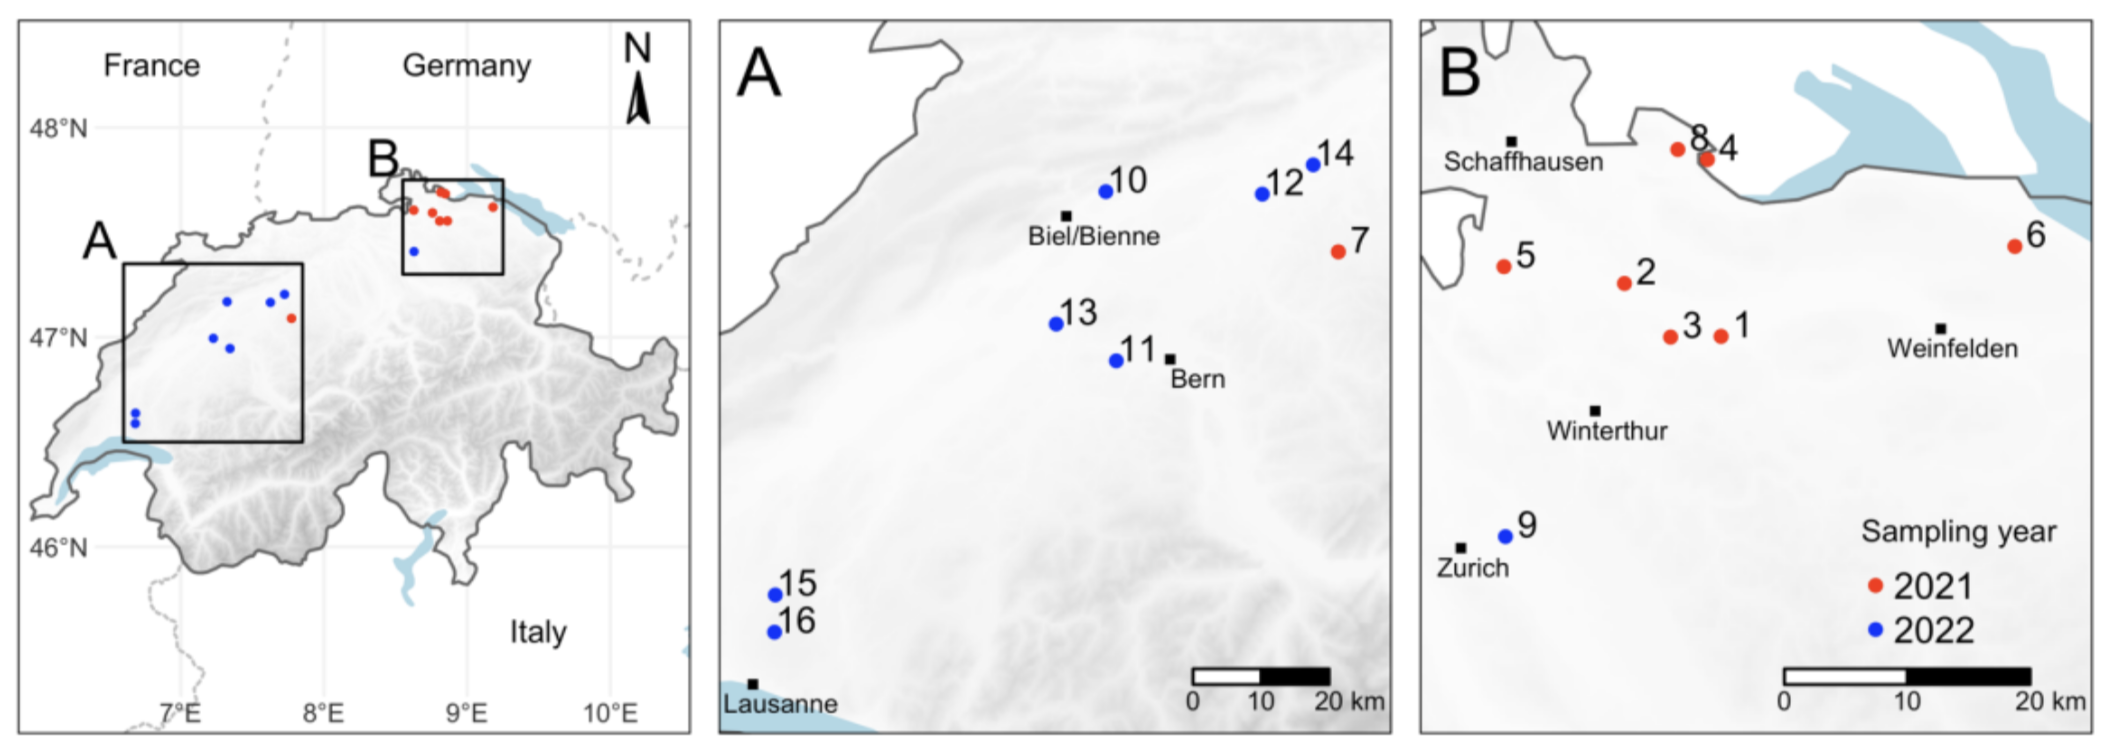 France
Germany
N
48°N
B
A
47°N
46°N
Italy
7°E
8°E
9°E
10°E
A
14
10
12
Biel/Bienne
7
13
11
Bern
15
16
Lausanne
0 10 20 km
B
8
4
Schaffhausen
6
5
2
3
1
Weinfelden
Winterthur
9
Zurich
Sampling year
2021
2022
0 10 20 km